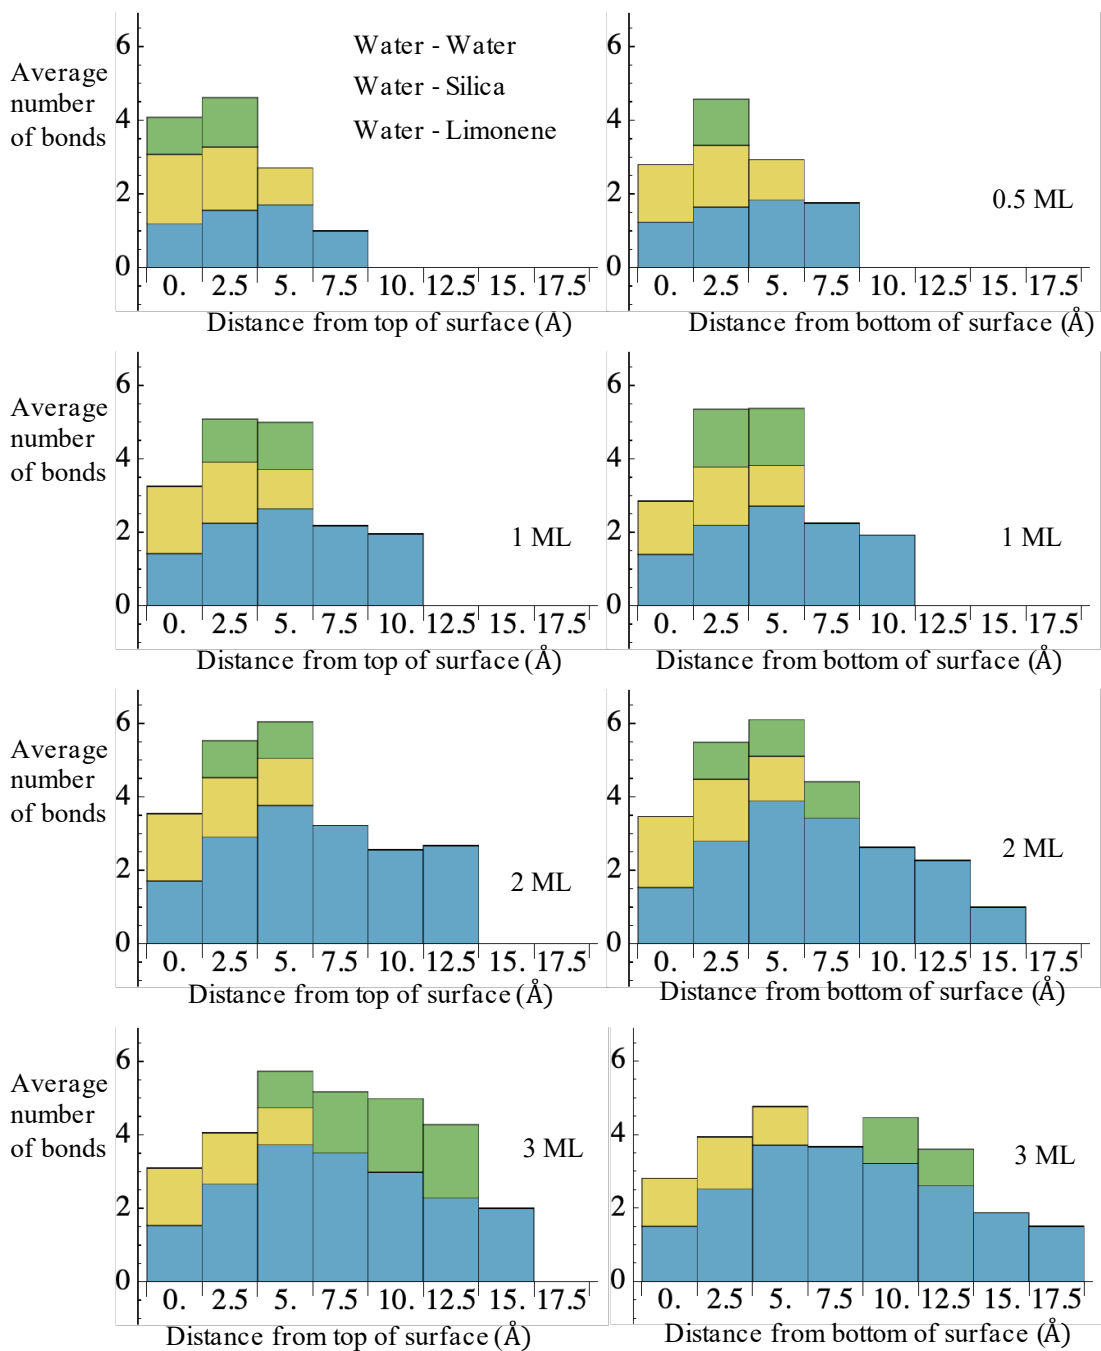 6
4
2
0
Average
number
of bonds
Water - Water
Water - Silica
Water - Limonene
0. 2.5 5. 7.5 10. 12.5 15. 17.5
Distance from top of surface (Å)
6
4
2
0
0.5 ML
0. 2.5 5. 7.5 10. 12.5 15. 17.5
Distance from bottom of surface (Å)
6
4
2
0
Average
number
of bonds
1 ML
0. 2.5 5. 7.5 10. 12.5 15. 17.5
Distance from top of surface (Å)
6
4
2
0
1 ML
0. 2.5 5. 7.5 10. 12.5 15. 17.5
Distance from bottom of surface (Å)
6
4
2
0
Average
number
of bonds
2 ML
0. 2.5 5. 7.5 10. 12.5 15. 17.5
Distance from top of surface (Å)
6
4
2
0
2 ML
0. 2.5 5. 7.5 10. 12.5 15. 17.5
Distance from bottom of surface (Å)
6
4
2
0
Average
number
of bonds
3 ML
0. 2.5 5. 7.5 10. 12.5 15. 17.5
Distance from top of surface (Å)
6
4
2
0
3 ML
0. 2.5 5. 7.5 10. 12.5 15. 17.5
Distance from bottom of surface (Å)